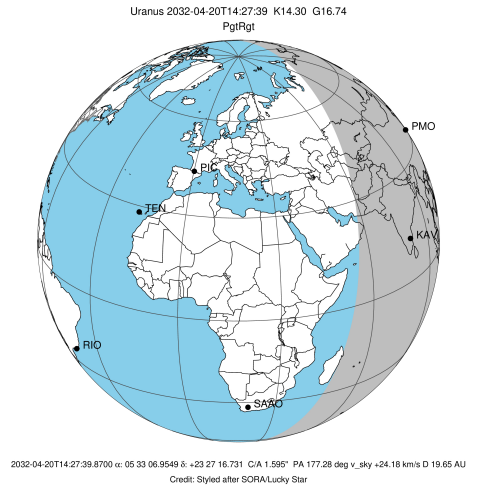 Uranus 2032-04-20T14:27:39 K14.30 G16.74
PgtRgt
PMO
PIC
TEN
KAV
RIO
SAAO
2032-04-20T14:27:39.8700 α: 05 33 06.9549 δ: +23 27 16.731 C/A 1.595" PA 177.28 deg v_sky +24.18 km/s D 19.65 AU
Credit: Styled after SORA/Lucky Star